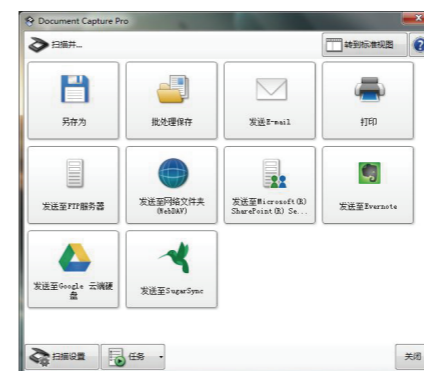 Document Capture Pro
扫描并...
转到标准视图
另存为
批处理保存
发送E-mail
打印
发送至FTP服务器
发送至网络文件夹
(WebDAV)
发送至Microsoft(R)
SharePoint(R) Se...
发送至Evernote
发送至Google 云端硬
盘
发送至SugarSync
扫描设置
任务
关闭